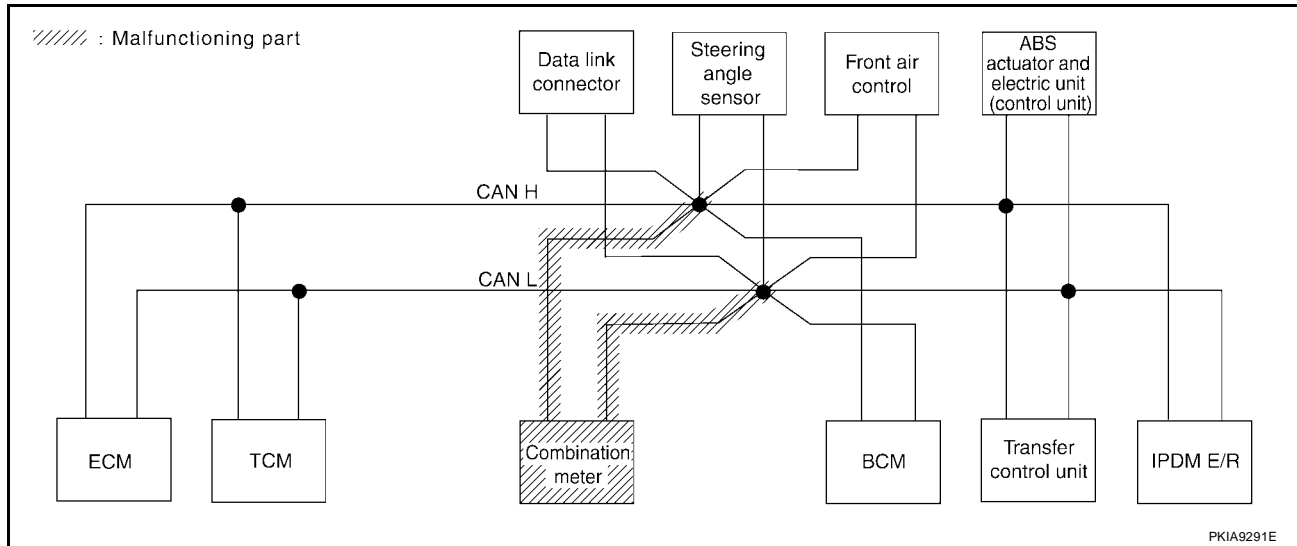 : Malfunctioning part
Data link
connector
Steering
angle
sensor
Front air
control
ABS
actuator and
electric unit
(control unit)
CAN H
CAN L
ECM
TCM
Combination
meter
BCM
Transfer
control unit
IPDM E/R
PKIA9291E